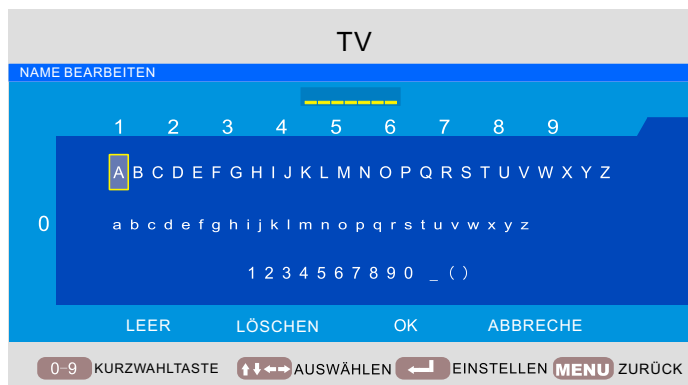 TV
NAME BEARBEITEN
_______
1 2 3 4 5 6 7 8 9
A B C D E F G H I J K L M N O P Q R S T U V W X Y Z
0
a b c d e f g h i j k l m n o p q r s t u v w x y z
1 2 3 4 5 6 7 8 9 0 _ ( )
LEER LÖSCHEN OK ABBRECHE
0-9 KURZWAHLTASTE AUSWÄHLEN EINSTELLEN MENU ZURÜCK